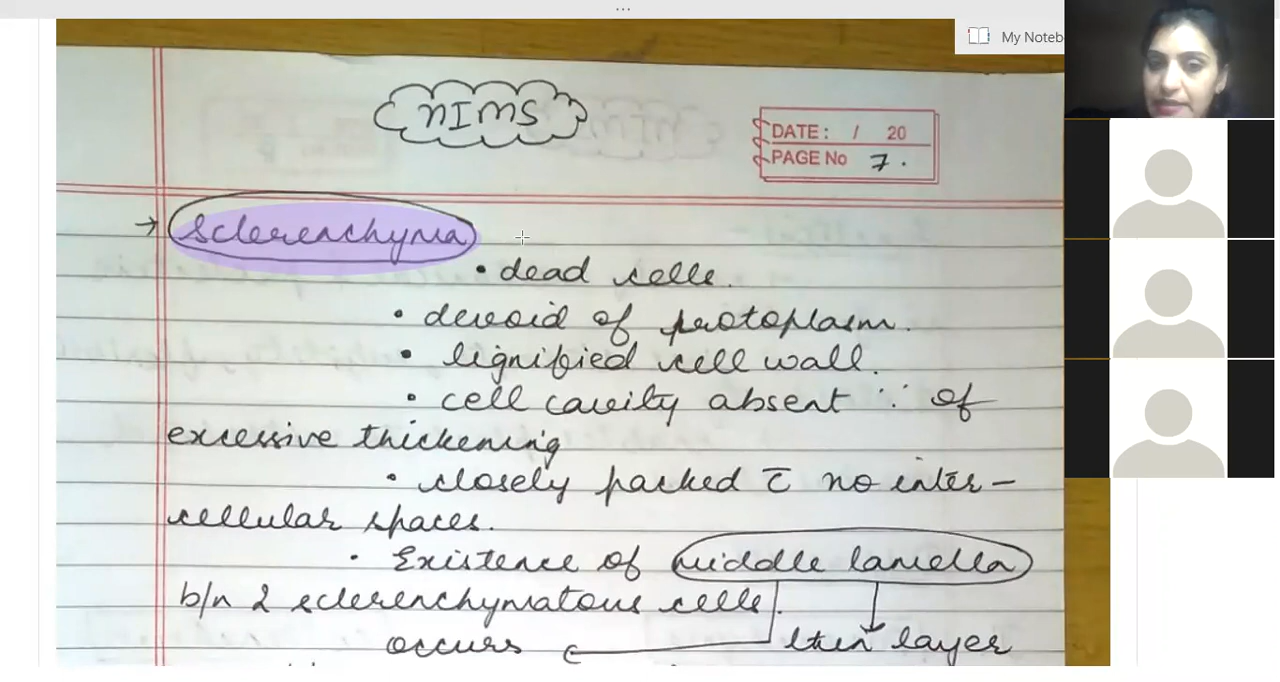 ...
My Noteb
NIMS
DATE: / 20
PAGE No 7.
→ Sclerenchyma
• dead cells.
• devoid of protoplasm.
• lignified cell wall.
• cell cavity absent ∵ of
excessive thickening
• closely packed c̄ no inter-
cellular spaces.
• Existence of middle lamella
b/n 2 sclerenchymatous cells.
occurs thin layer